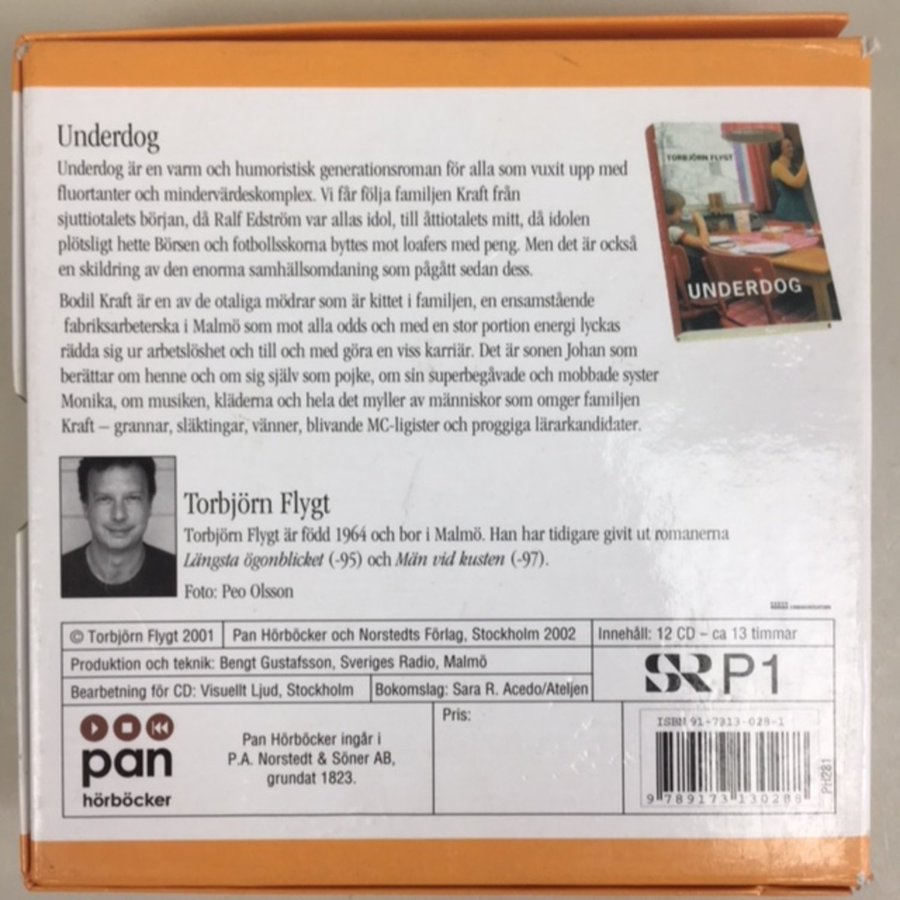 Underdog
Underdog är en varm och humoristisk generationsroman för alla som vuxit upp med
fluortanter och mindervärdeskomplex. Vi får följa familjen Kraft från
sjuttiotalets början, då Ralf Edström var allas idol, till åttiotalets mitt, då idolen
plötsligt hette Börsen och fotbollsskorna byttes mot loafers med peng. Men det är också
en skildring av den enorma samhällsomdaning som pågått sedan dess.
Bodil Kraft är en av de otaliga mödrar som är kittet i familjen, en ensamstående
fabriksarbeterska i Malmö som mot alla odds och med en stor portion energi lyckas
rädda sig ur arbetslöshet och till och med göra en viss karriär. Det är sonen Johan som
berättar om henne och om sig själv som pojke, om sin superbegåvade och mobbade syster
Monika, om musiken, kläderna och hela det myller av människor som omger familjen
Kraft – grannar, släktingar, vänner, blivande MC-ligister och proggiga lärarkandidater.
TORBJÖRN FLYGT
UNDERDOG
Torbjörn Flygt
Torbjörn Flygt är född 1964 och bor i Malmö. Han har tidigare givit ut romanerna
Längsta ögonblicket (-95) och Män vid kusten (-97).
Foto: Peo Olsson
© Torbjörn Flygt 2001
Pan Hörböcker och Norstedts Förlag, Stockholm 2002
Innehåll: 12 CD – ca 13 timmar
Produktion och teknik: Bengt Gustafsson, Sveriges Radio, Malmö
SR P1
Bearbetning för CD: Visuellt Ljud, Stockholm
Bokomslag: Sara R. Acedo/Ateljen
pan
hörböcker
Pan Hörböcker ingår i
P.A. Norstedt & Söner AB,
grundat 1823.
Pris:
ISBN 91-7313-028-1
9 789173 130288
PH281